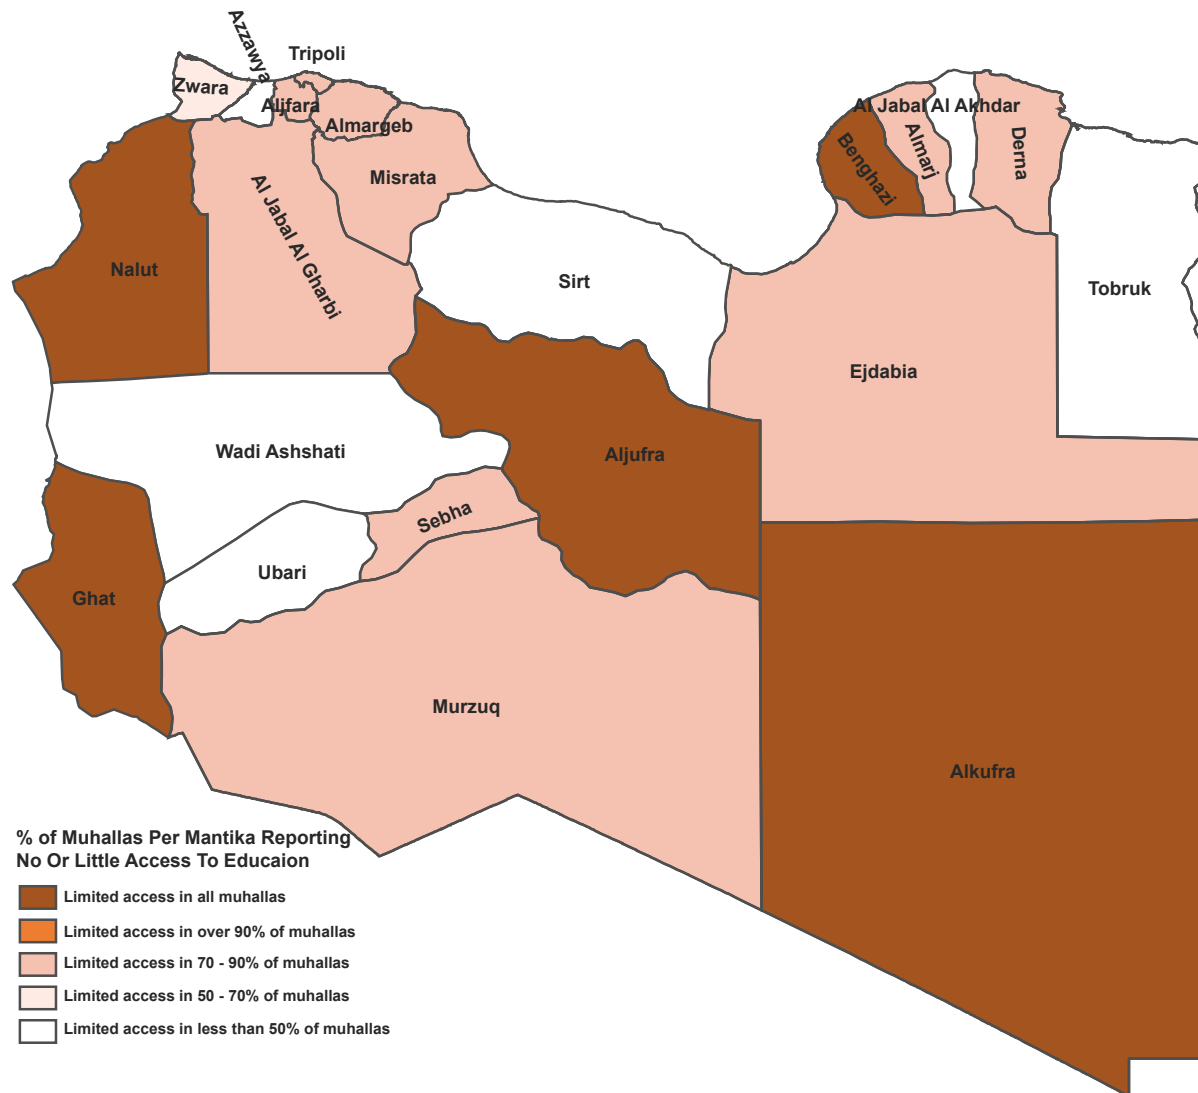 Azzawya
Tripoli
Zwara
Aljfara
Almargeb
Misrata
Al Jabal Al Gharbi
Nalut
Al Jabal Al Akhdar
Benghazi
Almarj
Derna
Tobruk
Sirt
Ejdabia
Wadi Ashshati
Aljufra
Sebha
Ubari
Ghat
Murzuq
Alkufra
% of Muhallas Per Mantika Reporting
No Or Little Access To Educaion
Limited access in all muhallas
Limited access in over 90% of muhallas
Limited access in 70 - 90% of muhallas
Limited access in 50 - 70% of muhallas
Limited access in less than 50% of muhallas